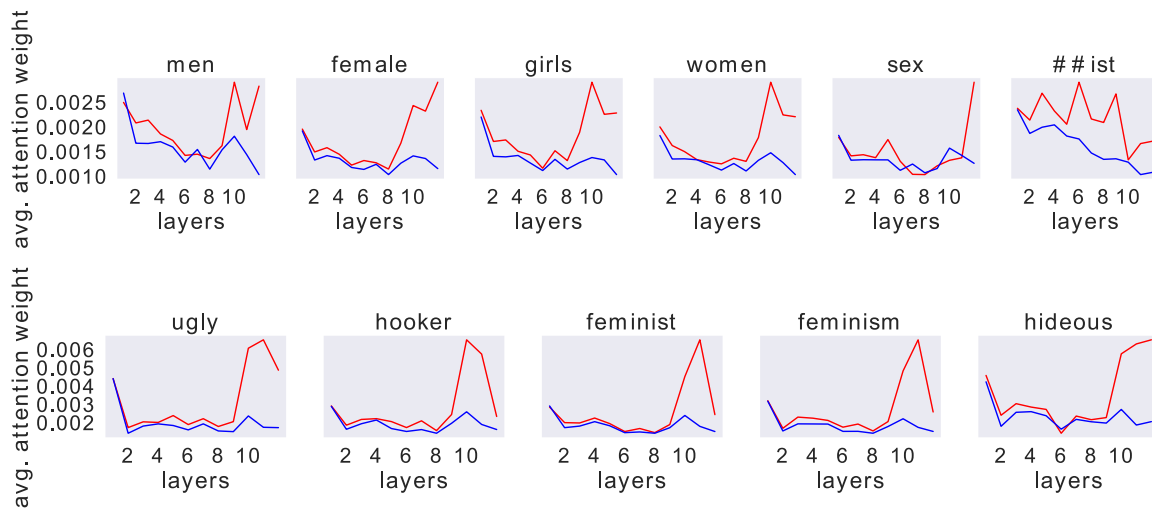 avg. attention weight
men female girls women sex ##ist
0.0025
0.0020
0.0015
0.0010
2 4 6 8 10 2 4 6 8 10 2 4 6 8 10 2 4 6 8 10 2 4 6 8 10 2 4 6 8 10
layers layers layers layers layers layers
avg. attention weight
ugly hooker feminist feminism hideous
0.006
0.005
0.004
0.003
0.002
2 4 6 8 10 2 4 6 8 10 2 4 6 8 10 2 4 6 8 10 2 4 6 8 10
layers layers layers layers layers